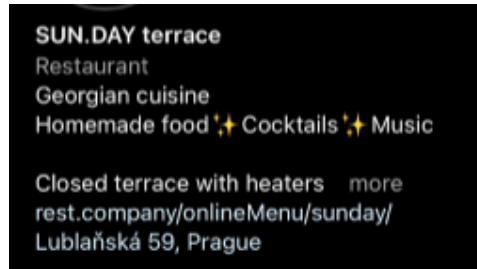 SUN.DAY terrace
Restaurant
Georgian cuisine
Homemade food✨Cocktails✨Music
Closed terrace with heaters more
rest.company/onlineMenu/sunday/
Lublaňská 59, Prague